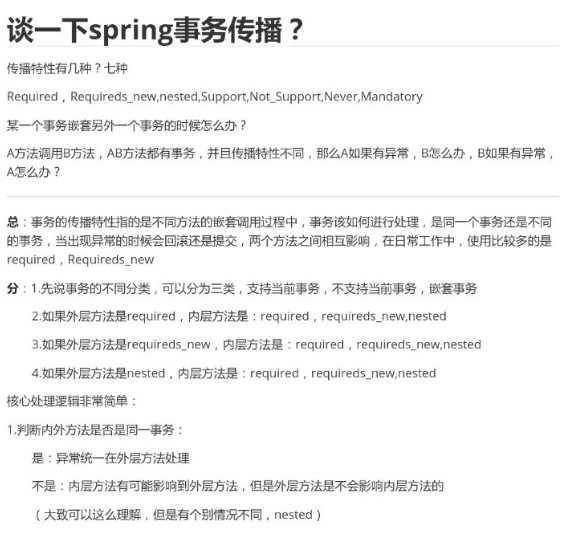 谈一下spring事务传播？
传播特性有几种？七种
Required，Requireds_new,nested,Support,Not_Support,Never,Mandatory
某一个事务嵌套另外一个事务的时候怎么办？
A方法调用B方法，AB方法都有事务，并且传播特性不同，那么A如果有异常，B怎么办，B如果有异常，
A怎么办？
总：事务的传播特性指的是不同方法的嵌套调用过程中，事务该如何进行处理，是同一个事务还是不同
的事务，当出现异常的时候会回滚还是提交，两个方法之间相互影响，在日常工作中，使用比较多的是
required，Requireds_new
分：1.先说事务的不同分类，可以分为三类，支持当前事务，不支持当前事务，嵌套事务
2.如果外层方法是required，内层方法是：required，requireds_new,nested
3.如果外层方法是requireds_new，内层方法是：required，requireds_new,nested
4.如果外层方法是nested，内层方法是：required，requireds_new,nested
核心处理逻辑非常简单：
1.判断内外方法是否是同一事务：
是：异常统一在外层方法处理
不是：内层方法有可能影响到外层方法，但是外层方法是不会影响内层方法的
（大致可以这么理解，但是有个别情况不同，nested）